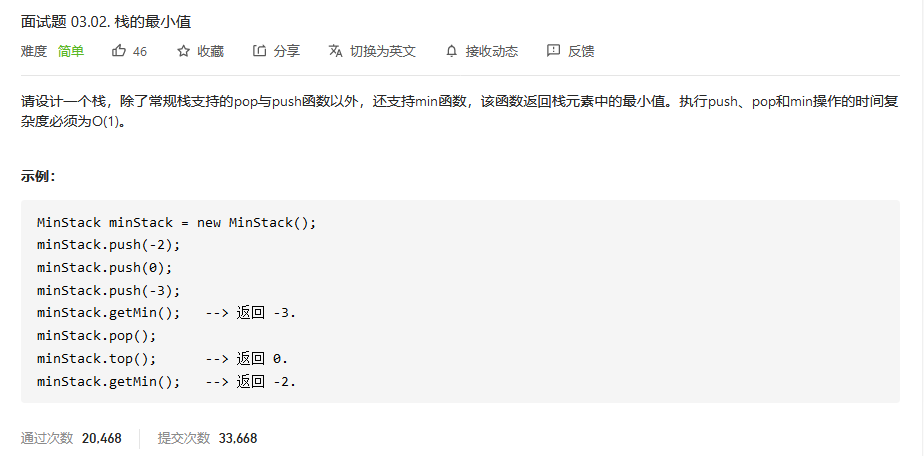 面试题 03.02. 栈的最小值
难度 简单 46 收藏 分享 切换为英文 接收动态 反馈
请设计一个栈，除了常规栈支持的pop与push函数以外，还支持min函数，该函数返回栈元素中的最小值。执行push、pop和min操作的时间复
杂度必须为O(1)。
示例：
MinStack minStack = new MinStack();
minStack.push(-2);
minStack.push(0);
minStack.push(-3);
minStack.getMin();   --> 返回 -3.
minStack.pop();
minStack.top();      --> 返回 0.
minStack.getMin();   --> 返回 -2.
通过次数 20,468 提交次数 33,668